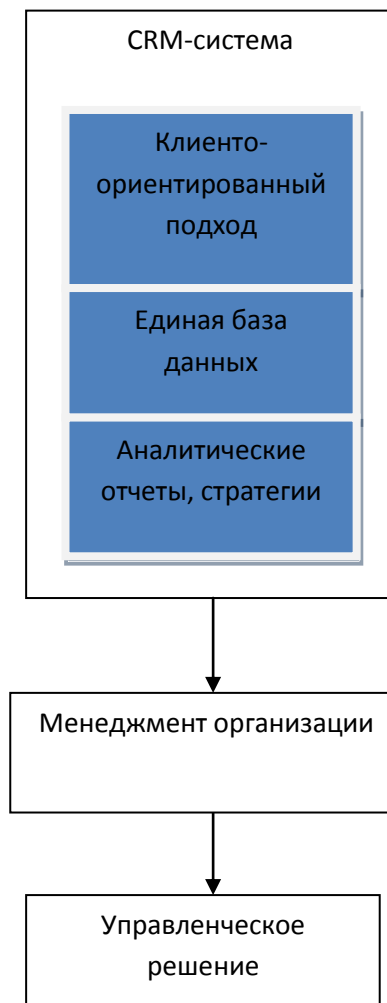 CRM-система
Клиенто-
ориентированный
подход
Единая база
данных
Аналитические
отчеты, стратегии
Менеджмент организации
Управленческое
решение